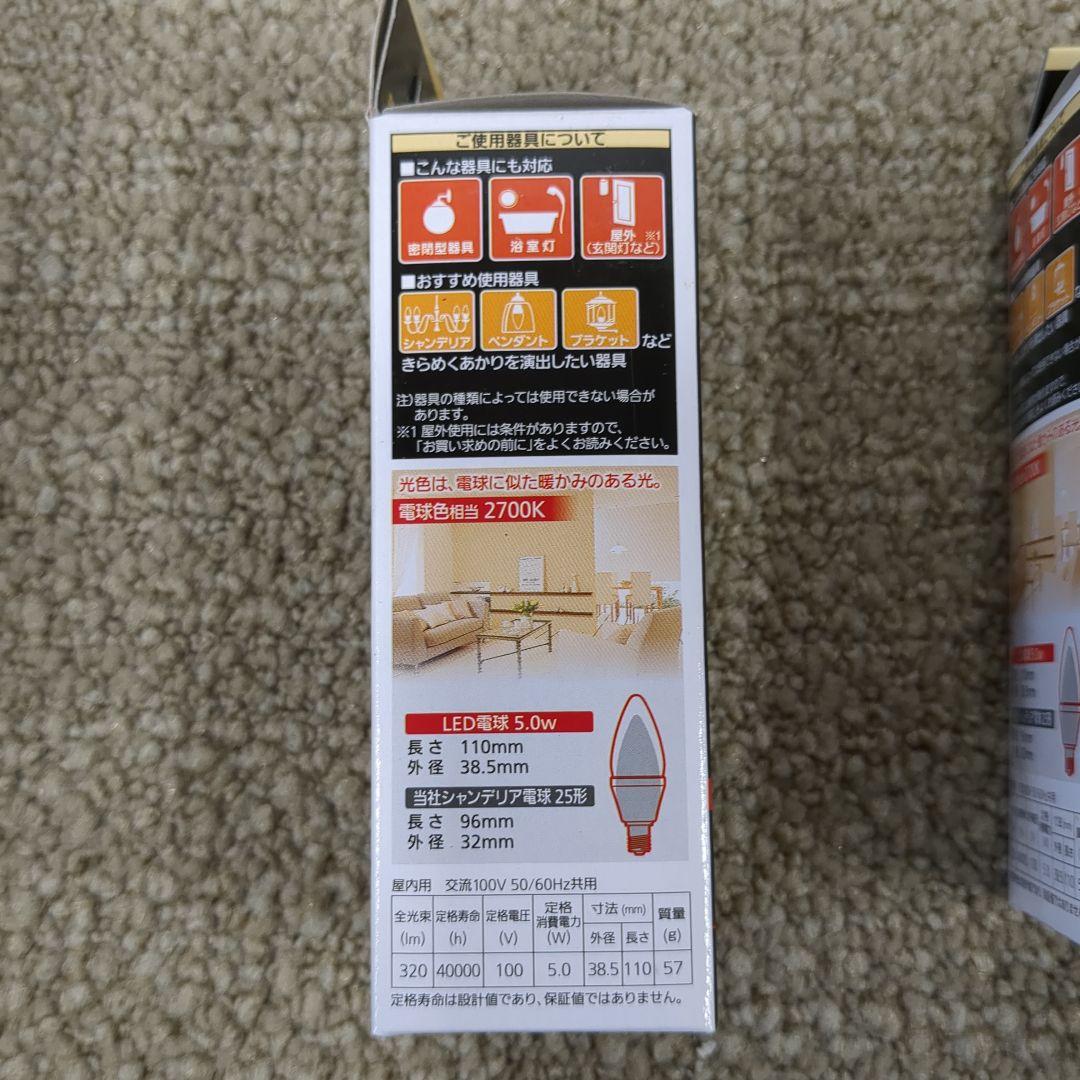 ご使用器具について
■こんな器具にも対応
密閉型器具 浴室灯 屋外 ※1 (玄関灯など)
■おすすめ使用器具
シャンデリア ペンダント ブラケット など
きらめくあかりを演出したい器具
注)器具の種類によっては使用できない場合が
あります。
※1 屋外使用には条件がありますので、
「お買い求めの前に」をよくお読みください。
光色は、電球に似た暖かみのある光。
電球色相当 2700K
LED電球 5.0w
長さ 110mm
外径 38.5mm
当社シャンデリア電球 25形
長さ 96mm
外径 32mm
屋内用 交流100V 50/60Hz共用
全光束 (lm) 定格寿命 (h) 定格電圧 (V) 定格消費電力 (W) 寸法 (mm) 外径 長さ 質量 (g)
320 40000 100 5.0 38.5 110 57
定格寿命は設計値であり、保証値ではありません。